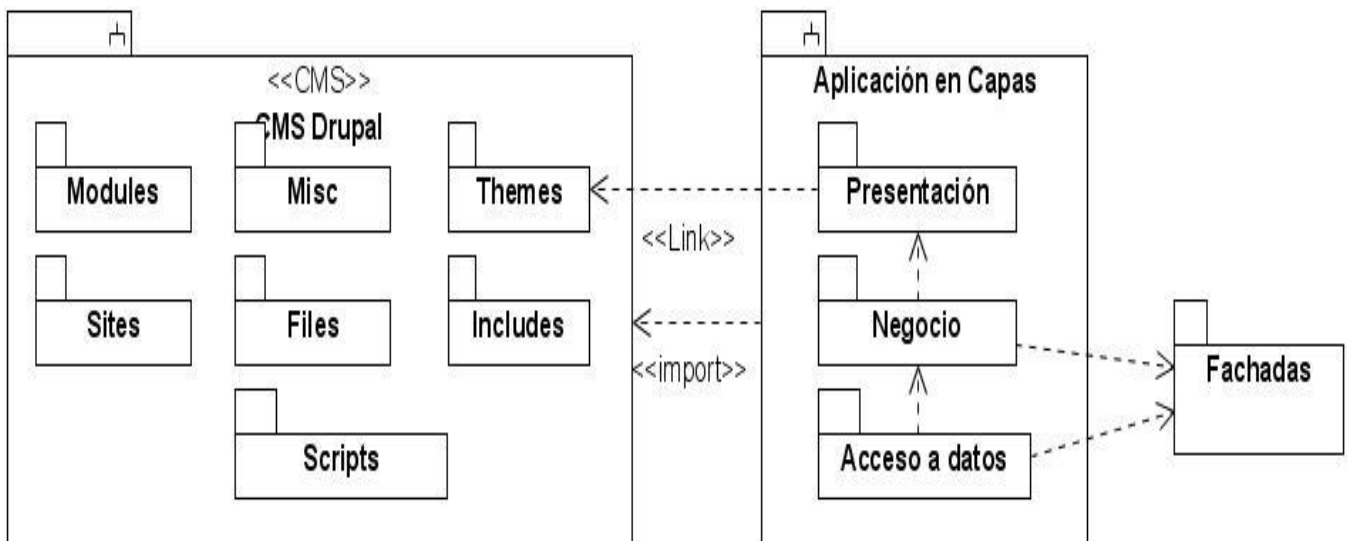 <<CMS>>
CMS Drupal
Modules
Misc
Themes
Sites
Files
Includes
Scripts
<<Link>>
<<import>>
Aplicación en Capas
Presentación
Negocio
Acceso a datos
Fachadas